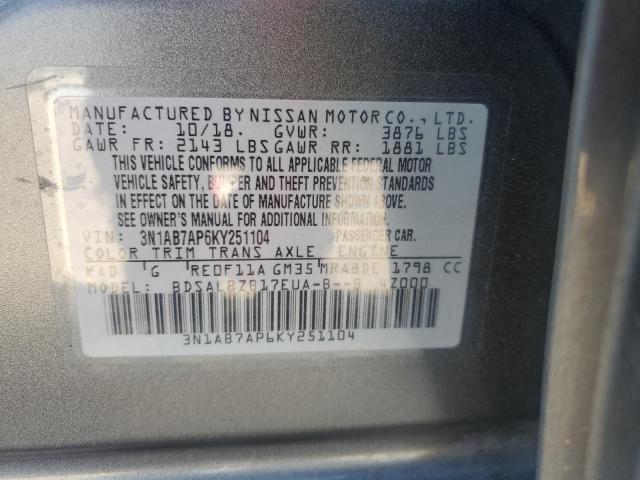 MANUFACTURED BY NISSAN MOTOR CO., LTD.
DATE: 10/18. GVWR: 3876 LBS
GAWR FR: 2143 LBS GAWR RR: 1881 LBS
THIS VEHICLE CONFORMS TO ALL APPLICABLE FEDERAL MOTOR
VEHICLE SAFETY, BUMPER AND THEFT PREVENTION STANDARDS
IN EFFECT ON THE DATE OF MANUFACTURE SHOWN ABOVE.
SEE OWNER'S MANUAL FOR ADDITIONAL INFORMATION.
VIN: 3N1AB7AP6KY251104 PASSENGER CAR.
COLOR TRIM TRANS AXLE ENGINE
KAD G RE0F11A GM35 MRA8DE 1798 CC
MODEL: BDSALBZB17EUA-B--B 4Z000
3N1AB7AP6KY251104